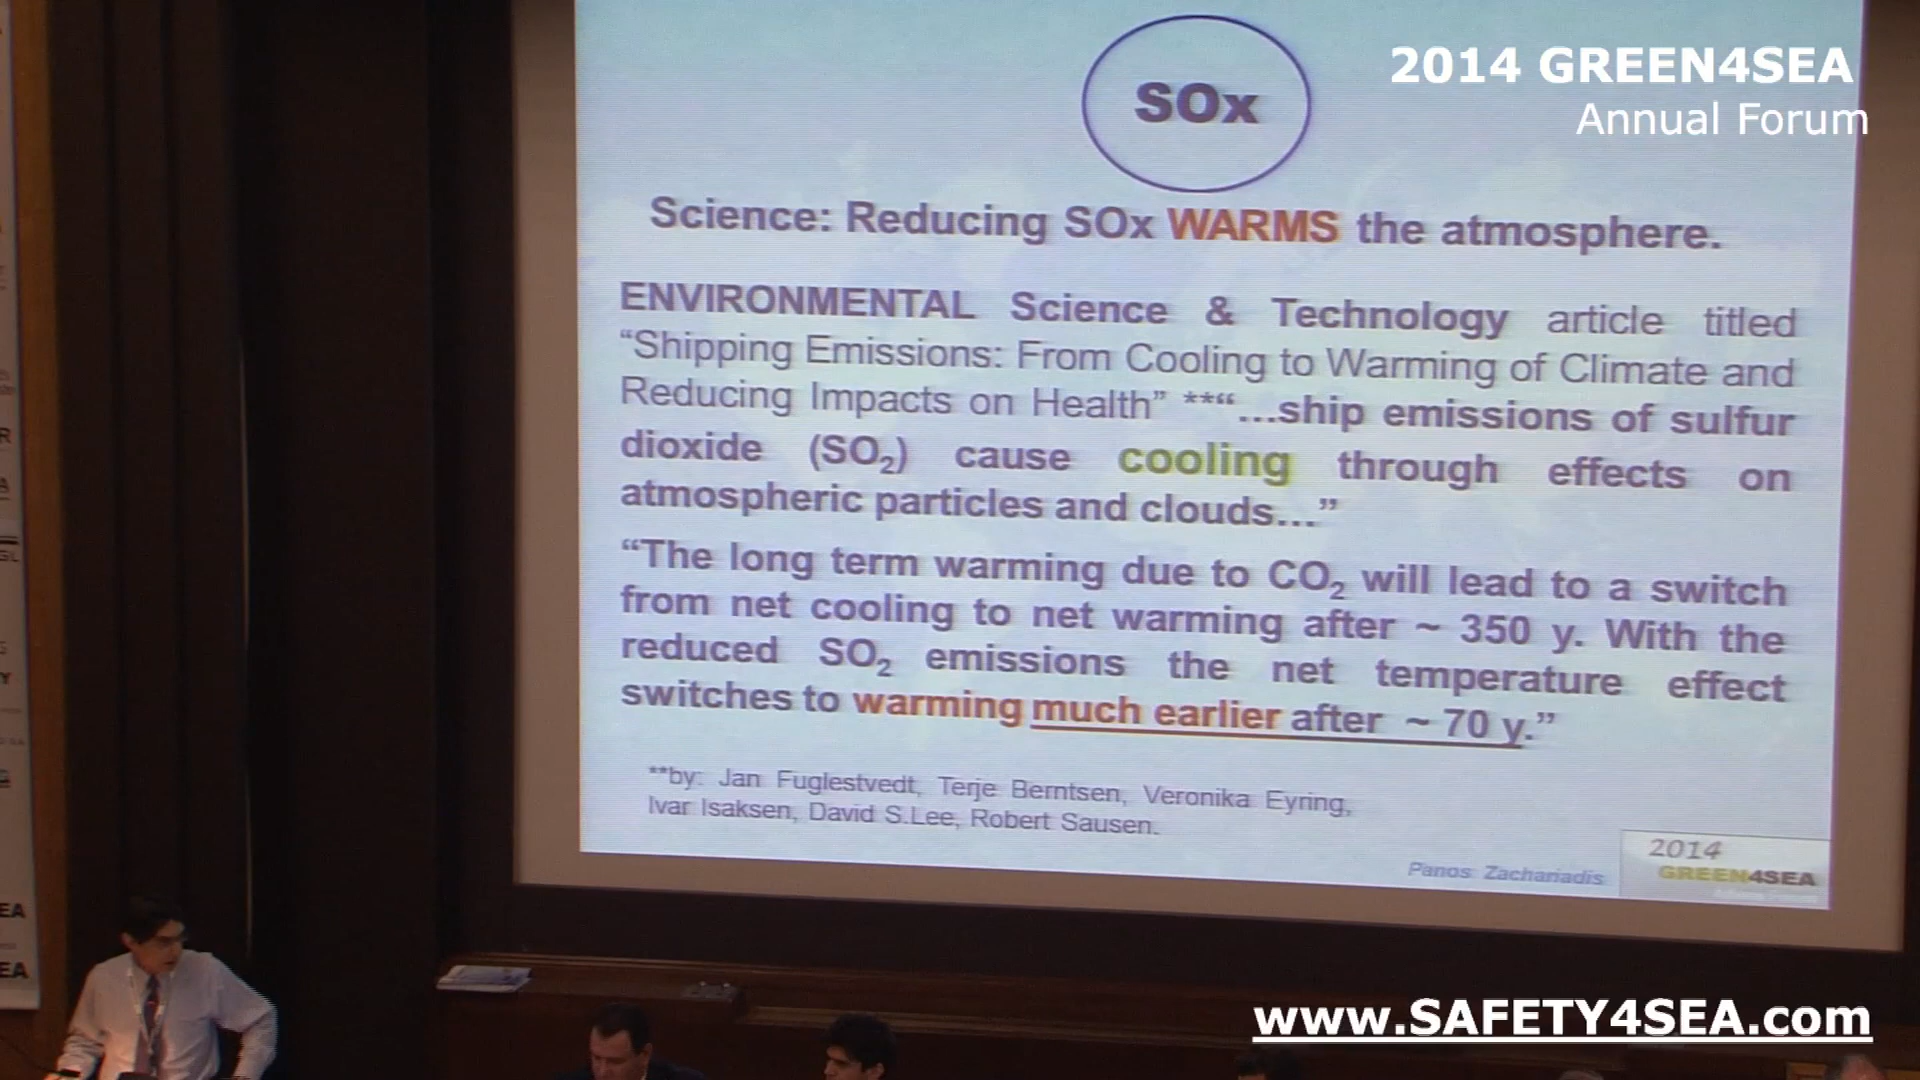 2014 GREEN4SEA
Annual Forum
SOx
Science: Reducing SOx WARMS the atmosphere.
ENVIRONMENTAL Science & Technology article titled
“Shipping Emissions: From Cooling to Warming of Climate and
Reducing Impacts on Health” **“...ship emissions of sulfur
dioxide (SO₂) cause cooling through effects on
atmospheric particles and clouds...”
“The long term warming due to CO₂ will lead to a switch
from net cooling to net warming after ~ 350 y. With the
reduced SO₂ emissions the net temperature effect
switches to warming much earlier after ~ 70 y.”
**by: Jan Fuglestvedt, Terje Berntsen, Veronika Eyring,
Ivar Isaksen, David S.Lee, Robert Sausen.
Panos Zachariadis
2014
GREEN4SEA
EA
EA
www.SAFETY4SEA.com